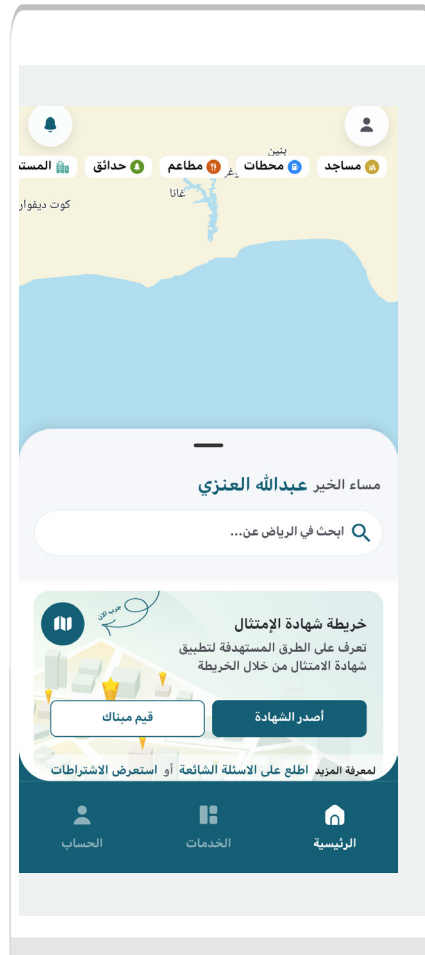 بنين
مساجد
محطات
مطاعم
حدائق
المست
غانا
كوت ديفوار
مساء الخير عبدالله العنزي
ابحث في الرياض عن...
جرب الآن
خريطة شهادة الإمتثال
تعرف على الطرق المستهدفة لتطبيق
شهادة الامتثال من خلال الخريطة
أصدر الشهادة
قيم مبناك
لمعرفة المزيد اطلع على الاسئلة الشائعة أو استعرض الاشتراطات
الرئيسية
الخدمات
الحساب